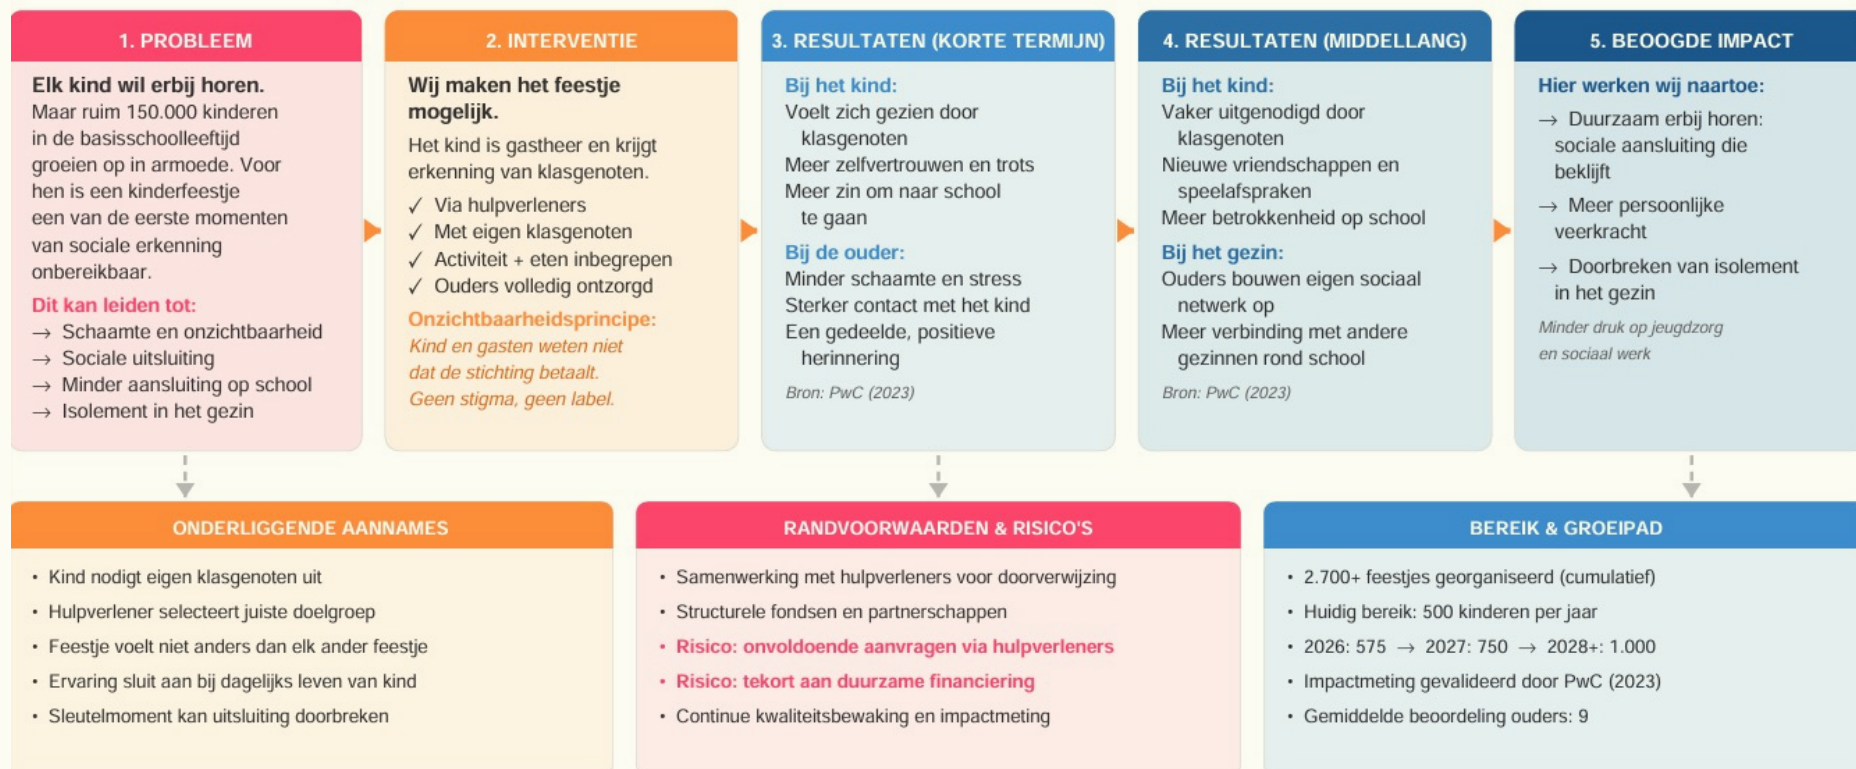 1. PROBLEEM
Elk kind wil erbij horen.
Maar ruim 150.000 kinderen
in de basisschoolleeftijd
groeien op in armoede. Voor
hen is een kinderfeestje
een van de eerste momenten
van sociale erkenning
onbereikbaar.
Dit kan leiden tot:
→ Schaamte en onzichtbaarheid
→ Sociale uitsluiting
→ Minder aansluiting op school
→ Isolement in het gezin
2. INTERVENTIE
Wij maken het feestje
mogelijk.
Het kind is gastheer en krijgt
erkenning van klasgenoten.
✓ Via hulpverleners
✓ Met eigen klasgenoten
✓ Activiteit + eten inbegrepen
✓ Ouders volledig ontzorgd
Onzichtbaarheidsprincipe:
Kind en gasten weten niet
dat de stichting betaalt.
Geen stigma, geen label.
3. RESULTATEN (KORTE TERMIJN)
Bij het kind:
Voelt zich gezien door
klasgenoten
Meer zelfvertrouwen en trots
Meer zin om naar school
te gaan
Bij de ouder:
Minder schaamte en stress
Sterker contact met het kind
Een gedeelde, positieve
herinnering
Bron: PwC (2023)
4. RESULTATEN (MIDDELLANG)
Bij het kind:
Vaker uitgenodigd door
klasgenoten
Nieuwe vriendschappen en
speelafspraken
Meer betrokkenheid op school
Bij het gezin:
Ouders bouwen eigen sociaal
netwerk op
Meer verbinding met andere
gezinnen rond school
Bron: PwC (2023)
5. BEOOGDE IMPACT
Hier werken wij naartoe:
→ Duurzaam erbij horen:
sociale aansluiting die
beklijft
→ Meer persoonlijke
veerkracht
→ Doorbreken van isolement
in het gezin
Minder druk op jeugdzorg
en sociaal werk
ONDERLIGGENDE AANNAMES
• Kind nodigt eigen klasgenoten uit
• Hulpverlener selecteert juiste doelgroep
• Feestje voelt niet anders dan elk ander feestje
• Ervaring sluit aan bij dagelijks leven van kind
• Sleutelmoment kan uitsluiting doorbreken
RANDVOORWAARDEN & RISICO'S
• Samenwerking met hulpverleners voor doorverwijzing
• Structurele fondsen en partnerschappen
• Risico: onvoldoende aanvragen via hulpverleners
• Risico: tekort aan duurzame financiering
• Continue kwaliteitsbewaking en impactmeting
BEREIK & GROEIPAD
• 2.700+ feestjes georganiseerd (cumulatief)
• Huidig bereik: 500 kinderen per jaar
• 2026: 575 → 2027: 750 → 2028+: 1.000
• Impactmeting gevalideerd door PwC (2023)
• Gemiddelde beoordeling ouders: 9